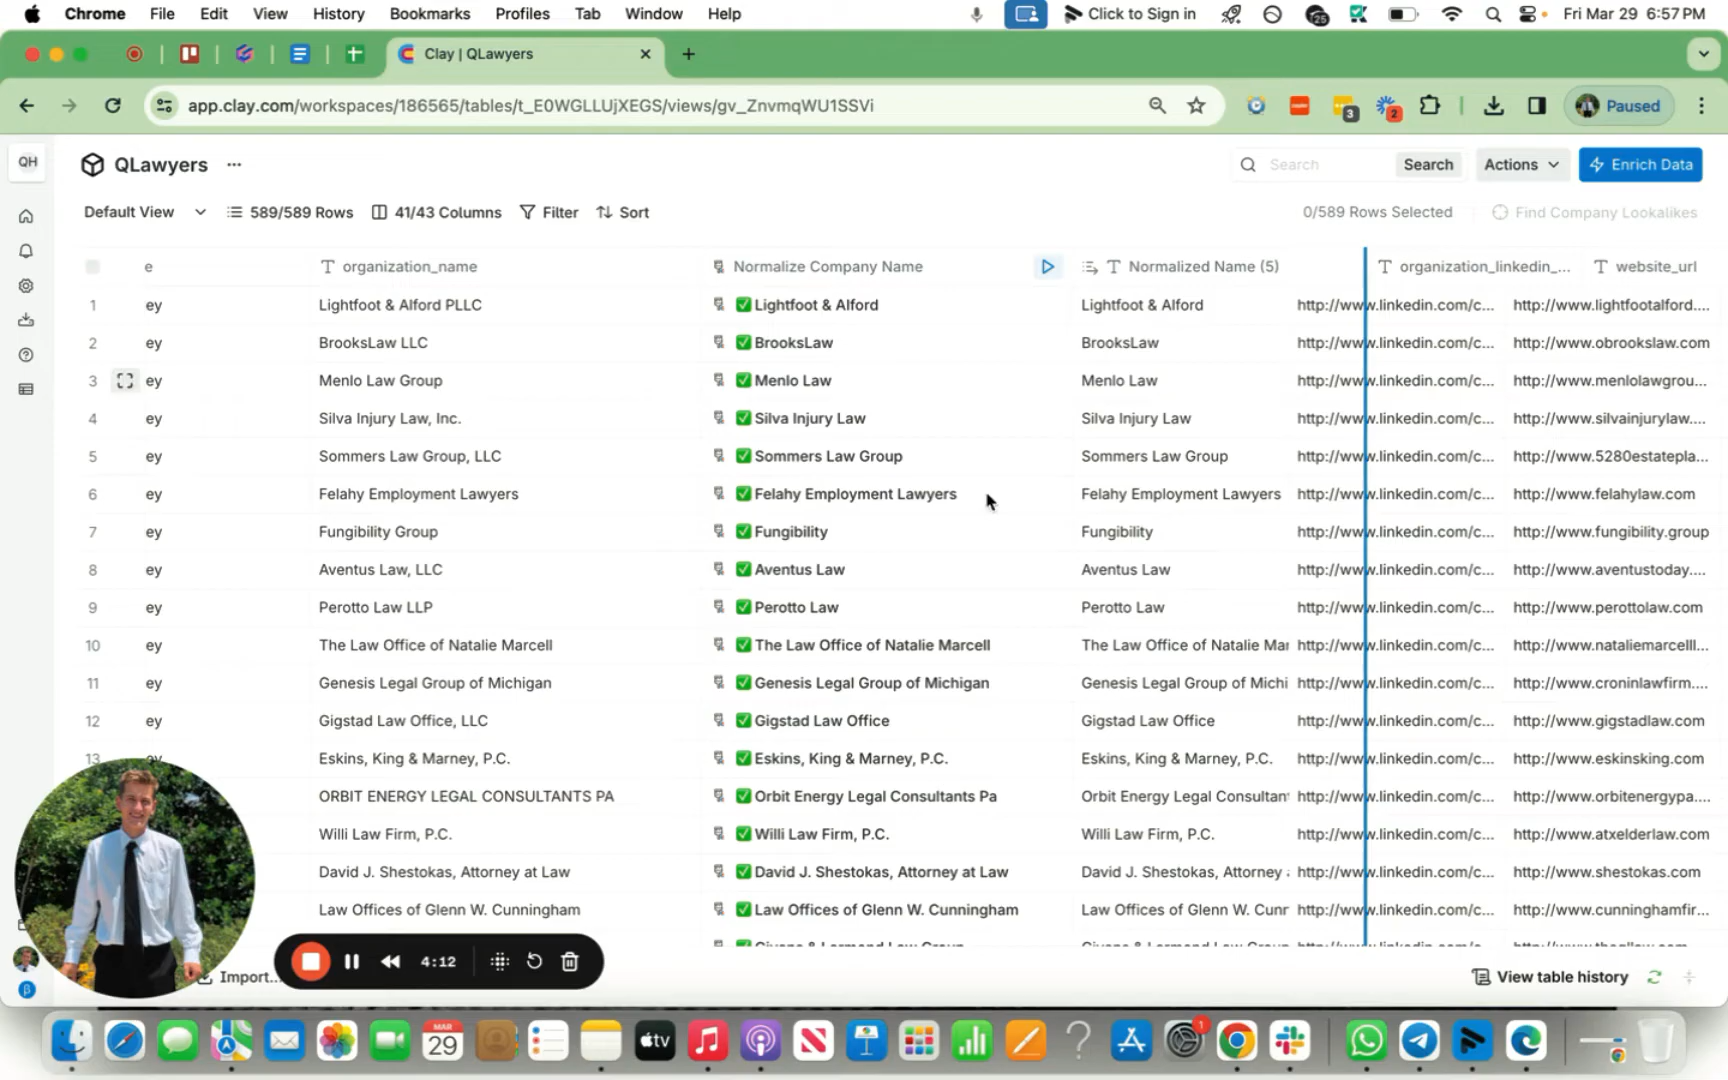 Chrome File Edit View History Bookmarks Profiles Tab Window Help Click to Sign in 25 Fri Mar 29 6:57 PM
Clay | QLawyers
app.clay.com/workspaces/186565/tables/t_E0WGLLUjXEGS/views/gv_ZnvmqWU1SSVi 3 2 Paused
QH QLawyers ... Search Search Actions Enrich Data
Default View 589/589 Rows 41/43 Columns Filter Sort 0/589 Rows Selected Find Company Lookalikes
e organization_name Normalize Company Name Normalized Name (5) organization_linkedin_... website_url
1 ey Lightfoot & Alford PLLC Lightfoot & Alford Lightfoot & Alford http://www.linkedin.com/c... http://www.lightfootalford....
2 ey BrooksLaw LLC BrooksLaw BrooksLaw http://www.linkedin.com/c... http://www.obrookslaw.com
3 ey Menlo Law Group Menlo Law Menlo Law http://www.linkedin.com/c... http://www.menlolawgrou...
4 ey Silva Injury Law, Inc. Silva Injury Law Silva Injury Law http://www.linkedin.com/c... http://www.silvainjurylaw....
5 ey Sommers Law Group, LLC Sommers Law Group Sommers Law Group http://www.linkedin.com/c... http://www.5280estatepla...
6 ey Felahy Employment Lawyers Felahy Employment Lawyers Felahy Employment Lawyers http://www.linkedin.com/c... http://www.felahylaw.com
7 ey Fungibility Group Fungibility Fungibility http://www.linkedin.com/c... http://www.fungibility.group
8 ey Aventus Law, LLC Aventus Law Aventus Law http://www.linkedin.com/c... http://www.aventustoday....
9 ey Perotto Law LLP Perotto Law Perotto Law http://www.linkedin.com/c... http://www.perottolaw.com
10 ey The Law Office of Natalie Marcell The Law Office of Natalie Marcell The Law Office of Natalie Mar http://www.linkedin.com/c... http://www.nataliemarcelll...
11 ey Genesis Legal Group of Michigan Genesis Legal Group of Michigan Genesis Legal Group of Michi http://www.linkedin.com/c... http://www.croninlawfirm....
12 ey Gigstad Law Office, LLC Gigstad Law Office Gigstad Law Office http://www.linkedin.com/c... http://www.gigstadlaw.com
13 ey Eskins, King & Marney, P.C. Eskins, King & Marney, P.C. Eskins, King & Marney, P.C. http://www.linkedin.com/c... http://www.eskinsking.com
ORBIT ENERGY LEGAL CONSULTANTS PA Orbit Energy Legal Consultants Pa Orbit Energy Legal Consultan http://www.linkedin.com/c... http://www.orbitenergypa....
Willi Law Firm, P.C. Willi Law Firm, P.C. Willi Law Firm, P.C. http://www.linkedin.com/c... http://www.atxelderlaw.com
David J. Shestokas, Attorney at Law David J. Shestokas, Attorney at Law David J. Shestokas, Attorney http://www.linkedin.com/c... http://www.shestokas.com
Law Offices of Glenn W. Cunningham Law Offices of Glenn W. Cunningham Law Offices of Glenn W. Cunr http://www.linkedin.com/c... http://www.cunninghamfir...
4:12
Import... View table history
β
MAR 29 tv 1